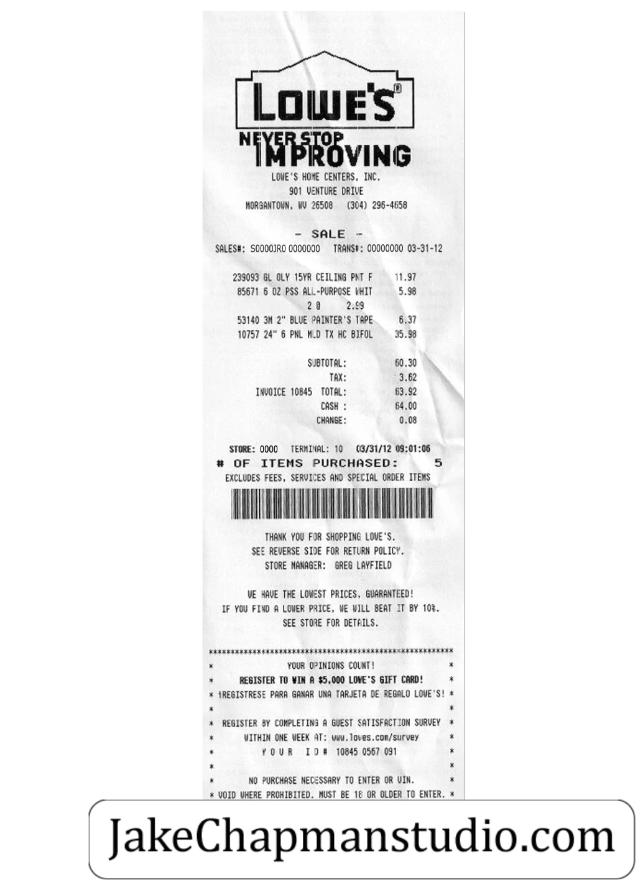 LOWE'S®
NEVER STOP
IMPROVING
LOWE'S HOME CENTERS, INC.
901 VENTURE DRIVE
MORGANTOWN, WV 26508 (304) 296-4658
- SALE -
SALES#: S0000JR0 0000000 TRANS#: 00000000 03-31-12
239093 GL OLY 15YR CEILING PNT F 11.97
85671 6 OZ PSS ALL-PURPOSE WHIT 5.98
2 @ 2.99
53140 3M 2" BLUE PAINTER'S TAPE 6.37
10757 24" 6 PNL MLD TX HC BIFOL 35.98
SUBTOTAL: 60.30
TAX: 3.62
INVOICE 10845 TOTAL: 63.92
CASH : 64.00
CHANGE: 0.08
STORE: 0000 TERMINAL: 10 03/31/12 09:01:06
# OF ITEMS PURCHASED: 5
EXCLUDES FEES, SERVICES AND SPECIAL ORDER ITEMS
THANK YOU FOR SHOPPING LOWE'S.
SEE REVERSE SIDE FOR RETURN POLICY.
STORE MANAGER: GREG LAYFIELD
WE HAVE THE LOWEST PRICES, GUARANTEED!
IF YOU FIND A LOWER PRICE, WE WILL BEAT IT BY 10%.
SEE STORE FOR DETAILS.
****************************************************
* YOUR OPINIONS COUNT! *
* REGISTER TO WIN A $5,000 LOWE'S GIFT CARD! *
* ¡REGISTRESE PARA GANAR UNA TARJETA DE REGALO LOWE'S! *
* *
* REGISTER BY COMPLETING A GUEST SATISFACTION SURVEY *
* WITHIN ONE WEEK AT: www.lowes.com/survey *
* Y O U R I D # 10845 0567 091 *
* *
* NO PURCHASE NECESSARY TO ENTER OR WIN. *
* VOID WHERE PROHIBITED. MUST BE 18 OR OLDER TO ENTER. *
JakeChapmanstudio.com